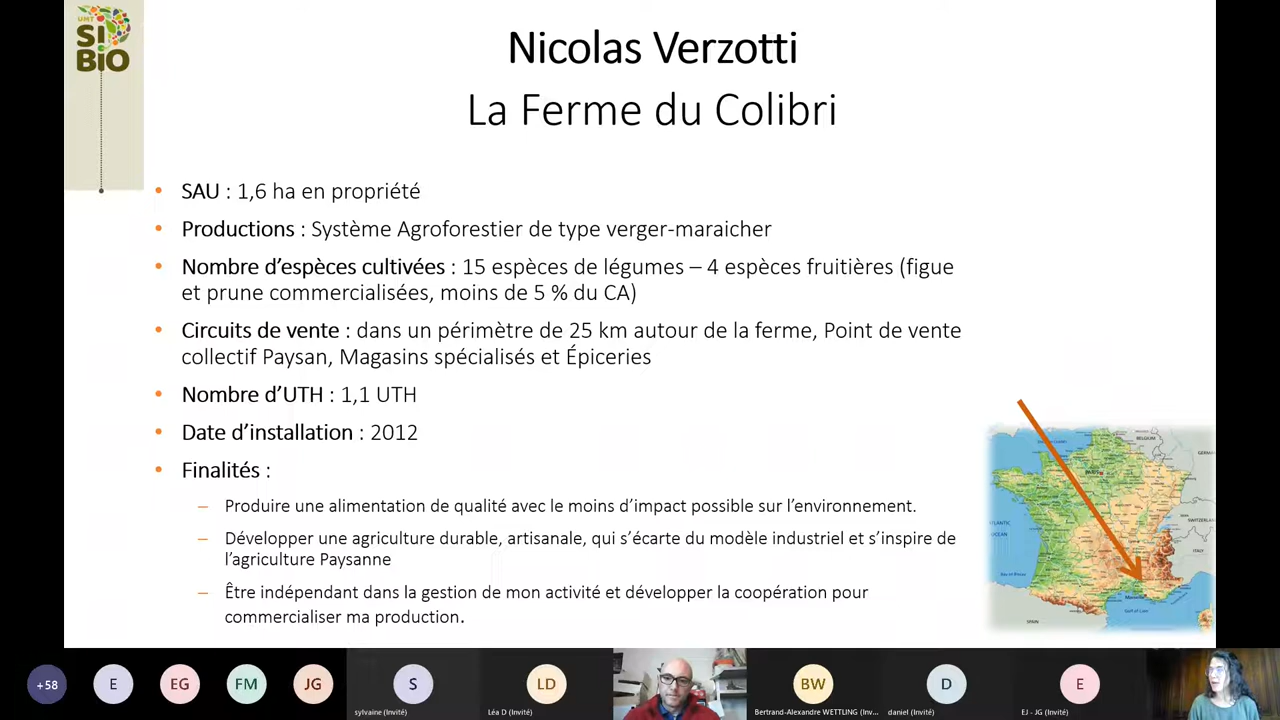 UMT
SI
BIO
Nicolas Verzotti
La Ferme du Colibri
• SAU : 1,6 ha en propriété
• Productions : Système Agroforestier de type verger-maraicher
• Nombre d’espèces cultivées : 15 espèces de légumes – 4 espèces fruitières (figue
et prune commercialisées, moins de 5 % du CA)
• Circuits de vente : dans un périmètre de 25 km autour de la ferme, Point de vente
collectif Paysan, Magasins spécialisés et Épiceries
• Nombre d’UTH : 1,1 UTH
• Date d’installation : 2012
• Finalités :
– Produire une alimentation de qualité avec le moins d’impact possible sur l’environnement.
– Développer une agriculture durable, artisanale, qui s’écarte du modèle industriel et s’inspire de
l’agriculture Paysanne
– Être indépendant dans la gestion de mon activité et développer la coopération pour
commercialiser ma production.
BELGIUM
ATLANTIC
OCEAN
SWITZERLAND
ITALY
SPAIN
+58
E
EG
FM
JG
S
LD
BW
D
E
sylvaine (Invité)
Léa D (Invité)
Bertrand-Alexandre WETTLING (Inv...
daniel (Invité)
EJ - JG (Invité)